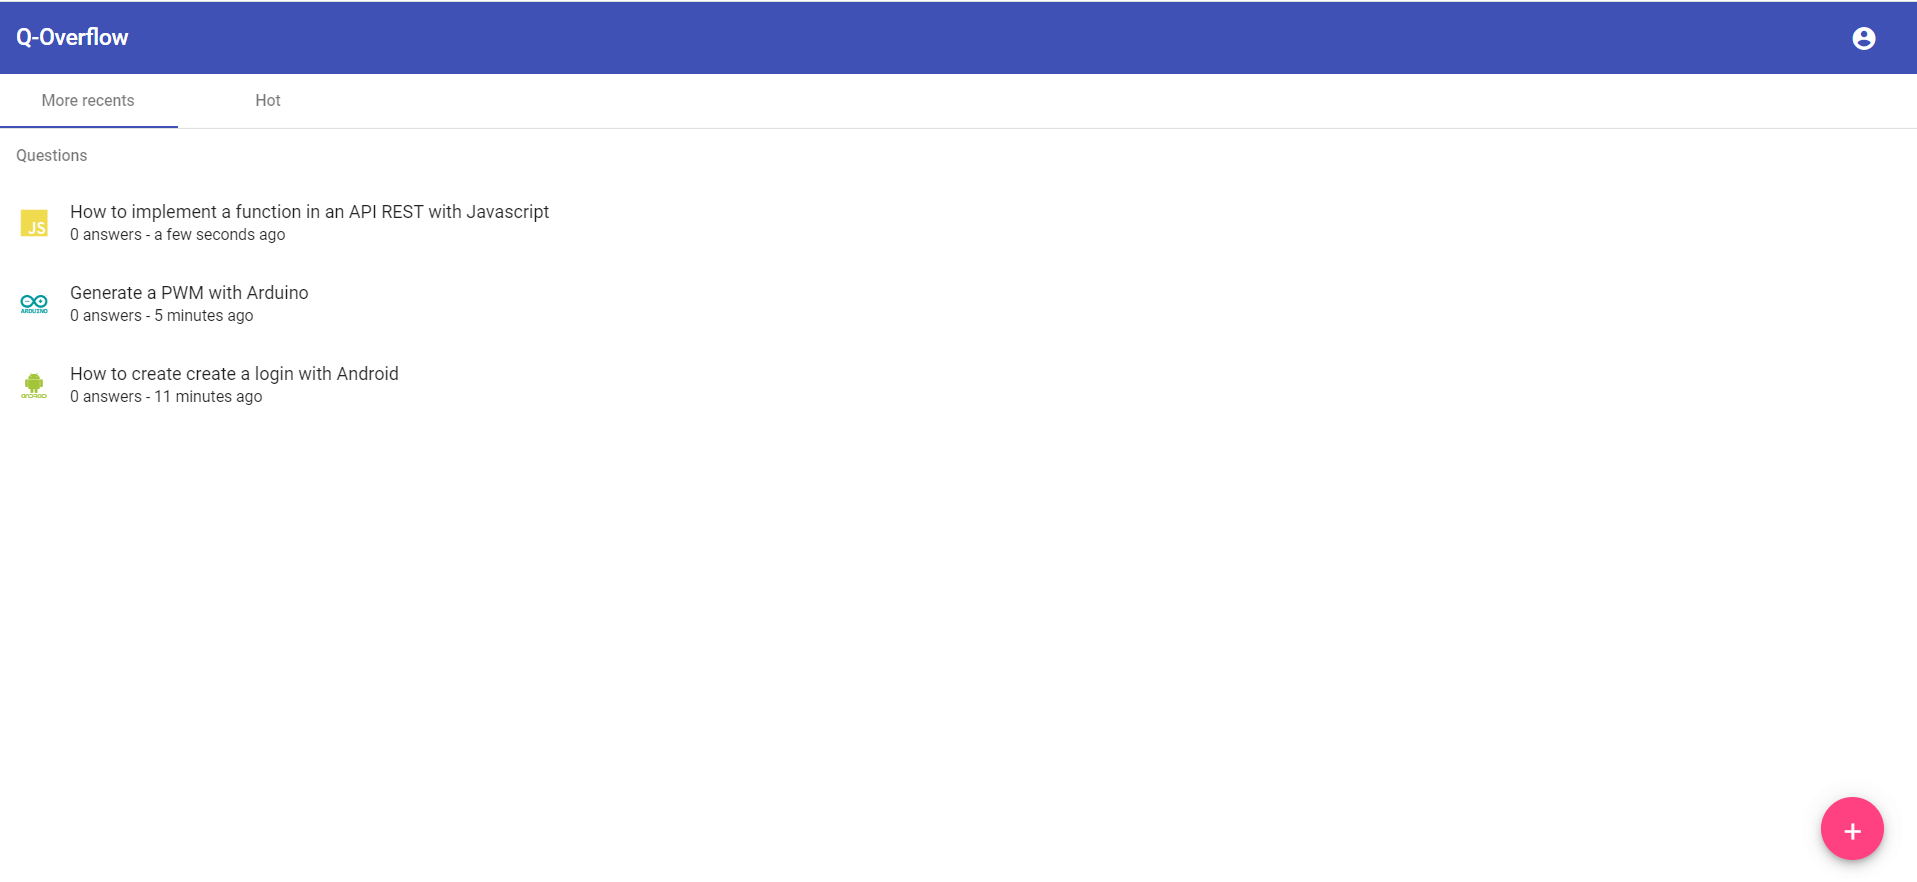 Q-Overflow
More recents
Hot
Questions
JS
How to implement a function in an API REST with Javascript
0 answers - a few seconds ago
ARDUINO
Generate a PWM with Arduino
0 answers - 5 minutes ago
ANDROID
How to create create a login with Android
0 answers - 11 minutes ago
+